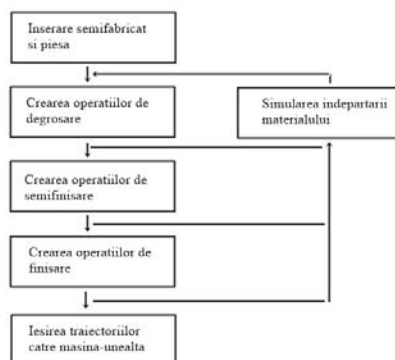 Inserare semifabricat
si piesa
Crearea operatiilor de
degrosare
Simularea indepartarii
materialului
Crearea operatiilor de
semifinisare
Crearea operatiilor de
finisare
Iesirea traiectoriilor
catre masina-unealta